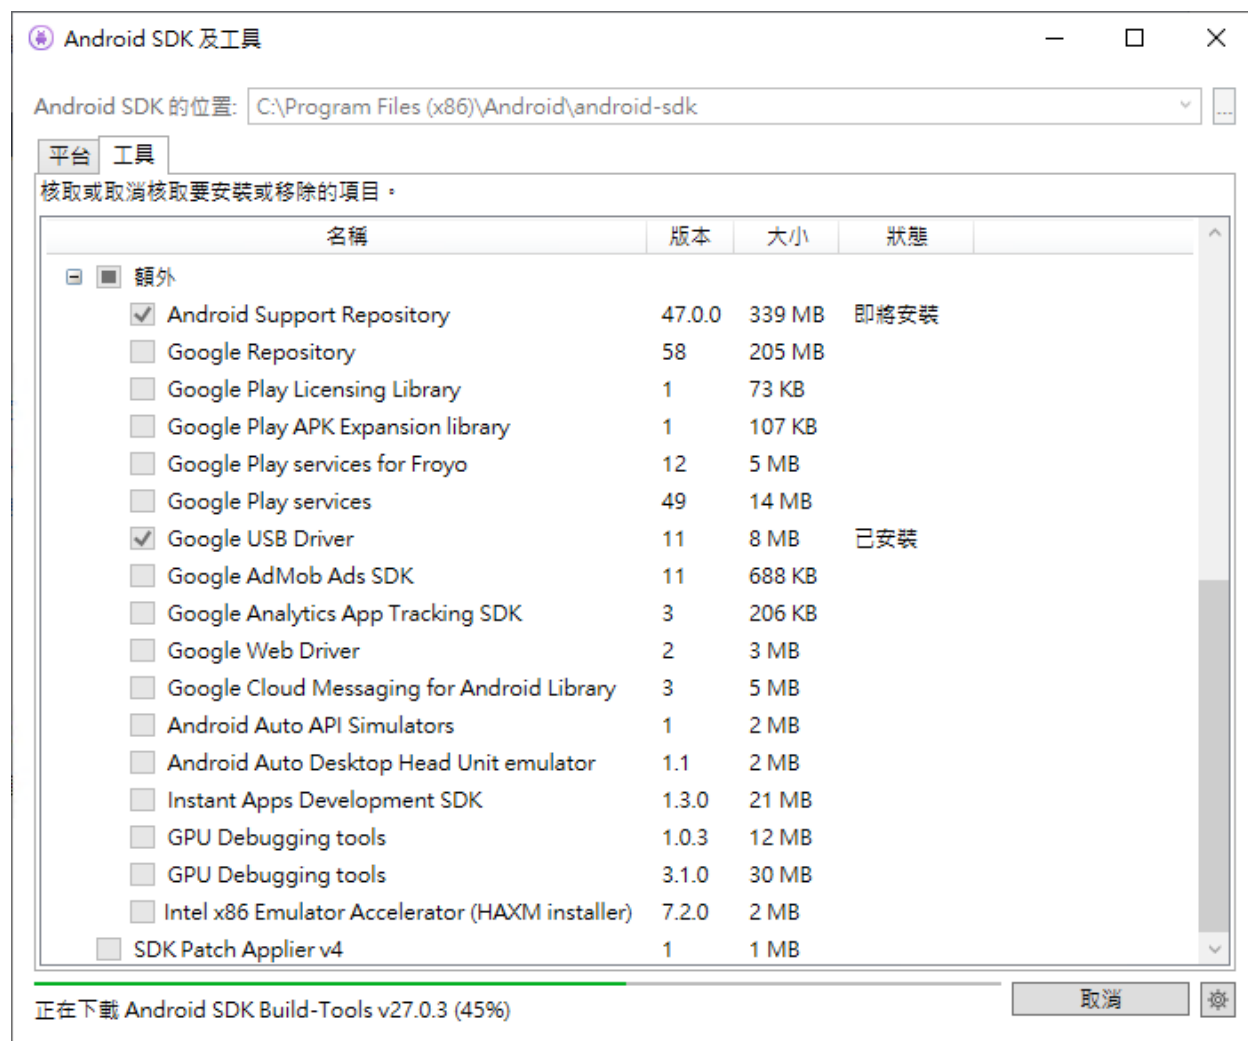 Android SDK 及工具
Android SDK 的位置: C:\Program Files (x86)\Android\android-sdk ...
平台 工具
核取或取消核取要安裝或移除的項目。
名稱 版本 大小 狀態
額外
Android Support Repository 47.0.0 339 MB 即將安裝
Google Repository 58 205 MB
Google Play Licensing Library 1 73 KB
Google Play APK Expansion library 1 107 KB
Google Play services for Froyo 12 5 MB
Google Play services 49 14 MB
Google USB Driver 11 8 MB 已安裝
Google AdMob Ads SDK 11 688 KB
Google Analytics App Tracking SDK 3 206 KB
Google Web Driver 2 3 MB
Google Cloud Messaging for Android Library 3 5 MB
Android Auto API Simulators 1 2 MB
Android Auto Desktop Head Unit emulator 1.1 2 MB
Instant Apps Development SDK 1.3.0 21 MB
GPU Debugging tools 1.0.3 12 MB
GPU Debugging tools 3.1.0 30 MB
Intel x86 Emulator Accelerator (HAXM installer) 7.2.0 2 MB
SDK Patch Applier v4 1 1 MB
正在下載 Android SDK Build-Tools v27.0.3 (45%) 取消